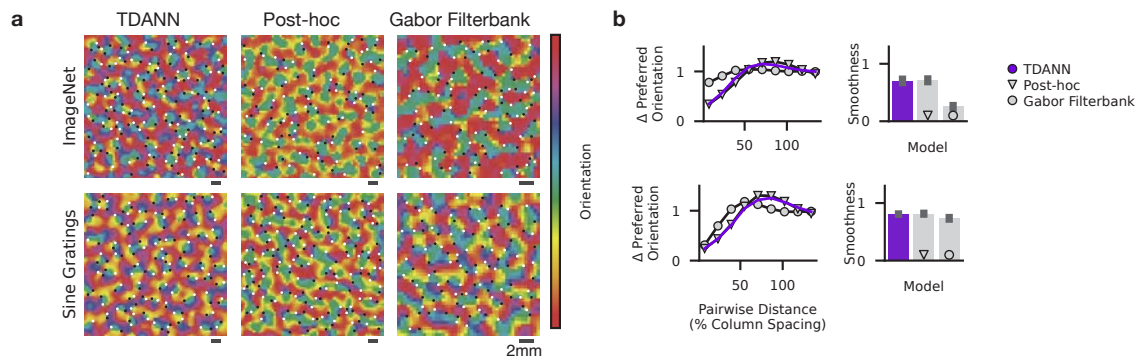 a
TDANN
Post-hoc
Gabor Filterbank
ImageNet
Sine Gratings
Orientation
2mm
b
Δ Preferred
Orientation
1
0
50
100
Smoothness
1
0
Model
TDANN
Post-hoc
Gabor Filterbank
Δ Preferred
Orientation
1
0
50
100
Pairwise Distance
(% Column Spacing)
Smoothness
1
0
Model